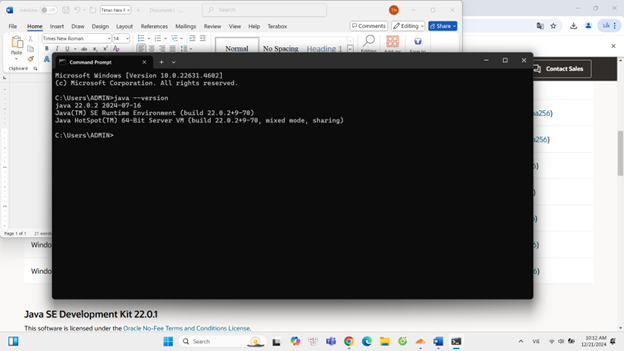 AutoSave
Off
Times New R
Document1
Search
TN
File
Home
Insert
Draw
Design
Layout
References
Mailings
Review
View
Help
Terabox
Comments
Editing
Share
Paste
Times New Roman
14
Normal
No Spacing
Heading 1
Editing
Add-ins
Command Prompt
Microsoft Windows [Version 10.0.22631.4602]
(c) Microsoft Corporation. All rights reserved.
C:\Users\ADMIN>java --version
java 22.0.2 2024-07-16
Java(TM) SE Runtime Environment (build 22.0.2+9-70)
Java HotSpot(TM) 64-Bit Server VM (build 22.0.2+9-70, mixed mode, sharing)
C:\Users\ADMIN>
Contact Sales
Page 1 of 1
21 words
Windo
Windo
Java SE Development Kit 22.0.1
This software is licensed under the Oracle No-Fee Terms and Conditions License.
Search
VIE
10:12 AM
12/21/2024